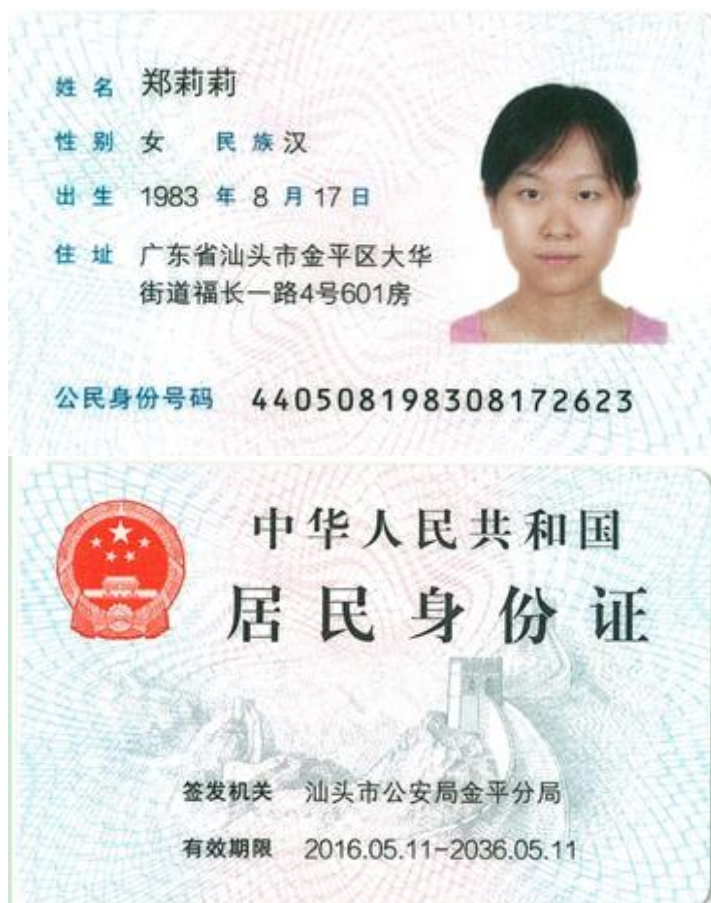 姓名 郑莉莉
性别 女 民族 汉
出生 1983 年 8 月 17 日
住址 广东省汕头市金平区大华
街道福长一路4号601房
公民身份号码 440508198308172623
中华人民共和国
居民身份证
签发机关 汕头市公安局金平分局
有效期限 2016.05.11-2036.05.11